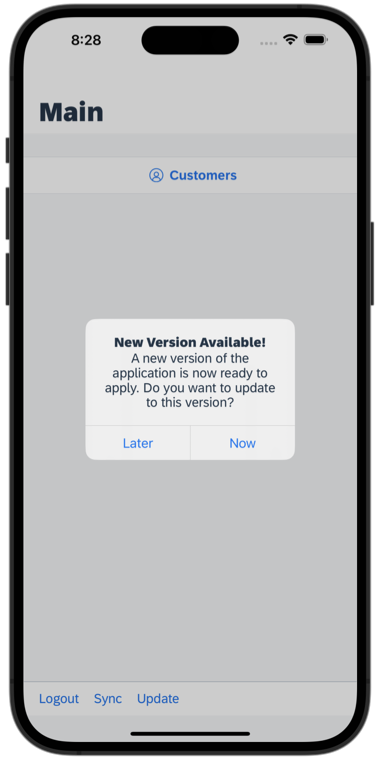 8:28
Main
Customers
New Version Available!
A new version of the
application is now ready to
apply. Do you want to update
to this version?
Later Now
Logout Sync Update